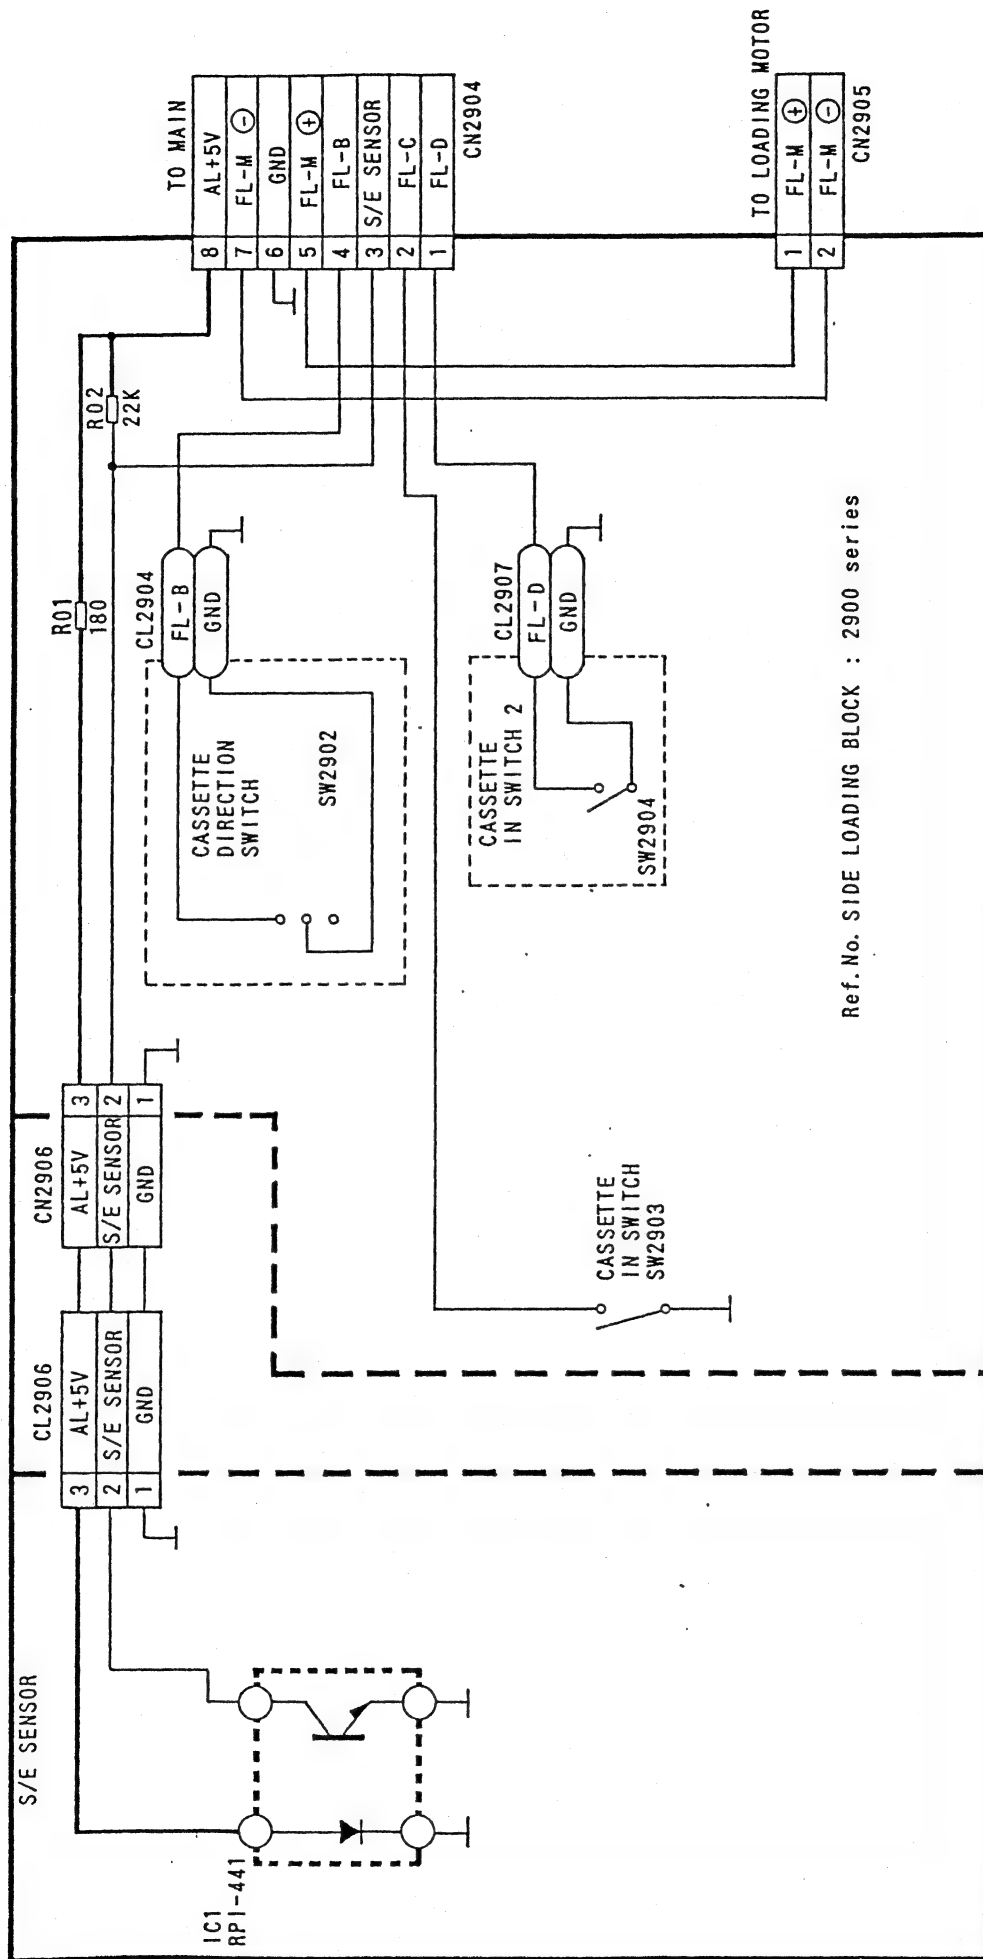 S/E SENSOR
IC1
RPI-441
CL2906
3 AL+5V
2 S/E SENSOR
1 GND
CN2906
AL+5V 3
S/E SENSOR 2
GND 1
R01
180
R02
22K
CL2904
FL-B
GND
CASSETTE
DIRECTION
SWITCH
SW2902
CASSETTE
IN SWITCH
SW2903
CL2907
FL-D
GND
CASSETTE
IN SWITCH 2
SW2904
TO MAIN
8 AL+5V
7 FL-M ⊖
6 GND
5 FL-M ⊕
4 FL-B
3 S/E SENSOR
2 FL-C
1 FL-D
CN2904
TO LOADING MOTOR
1 FL-M ⊕
2 FL-M ⊖
CN2905
Ref.No. SIDE LOADING BLOCK : 2900 series